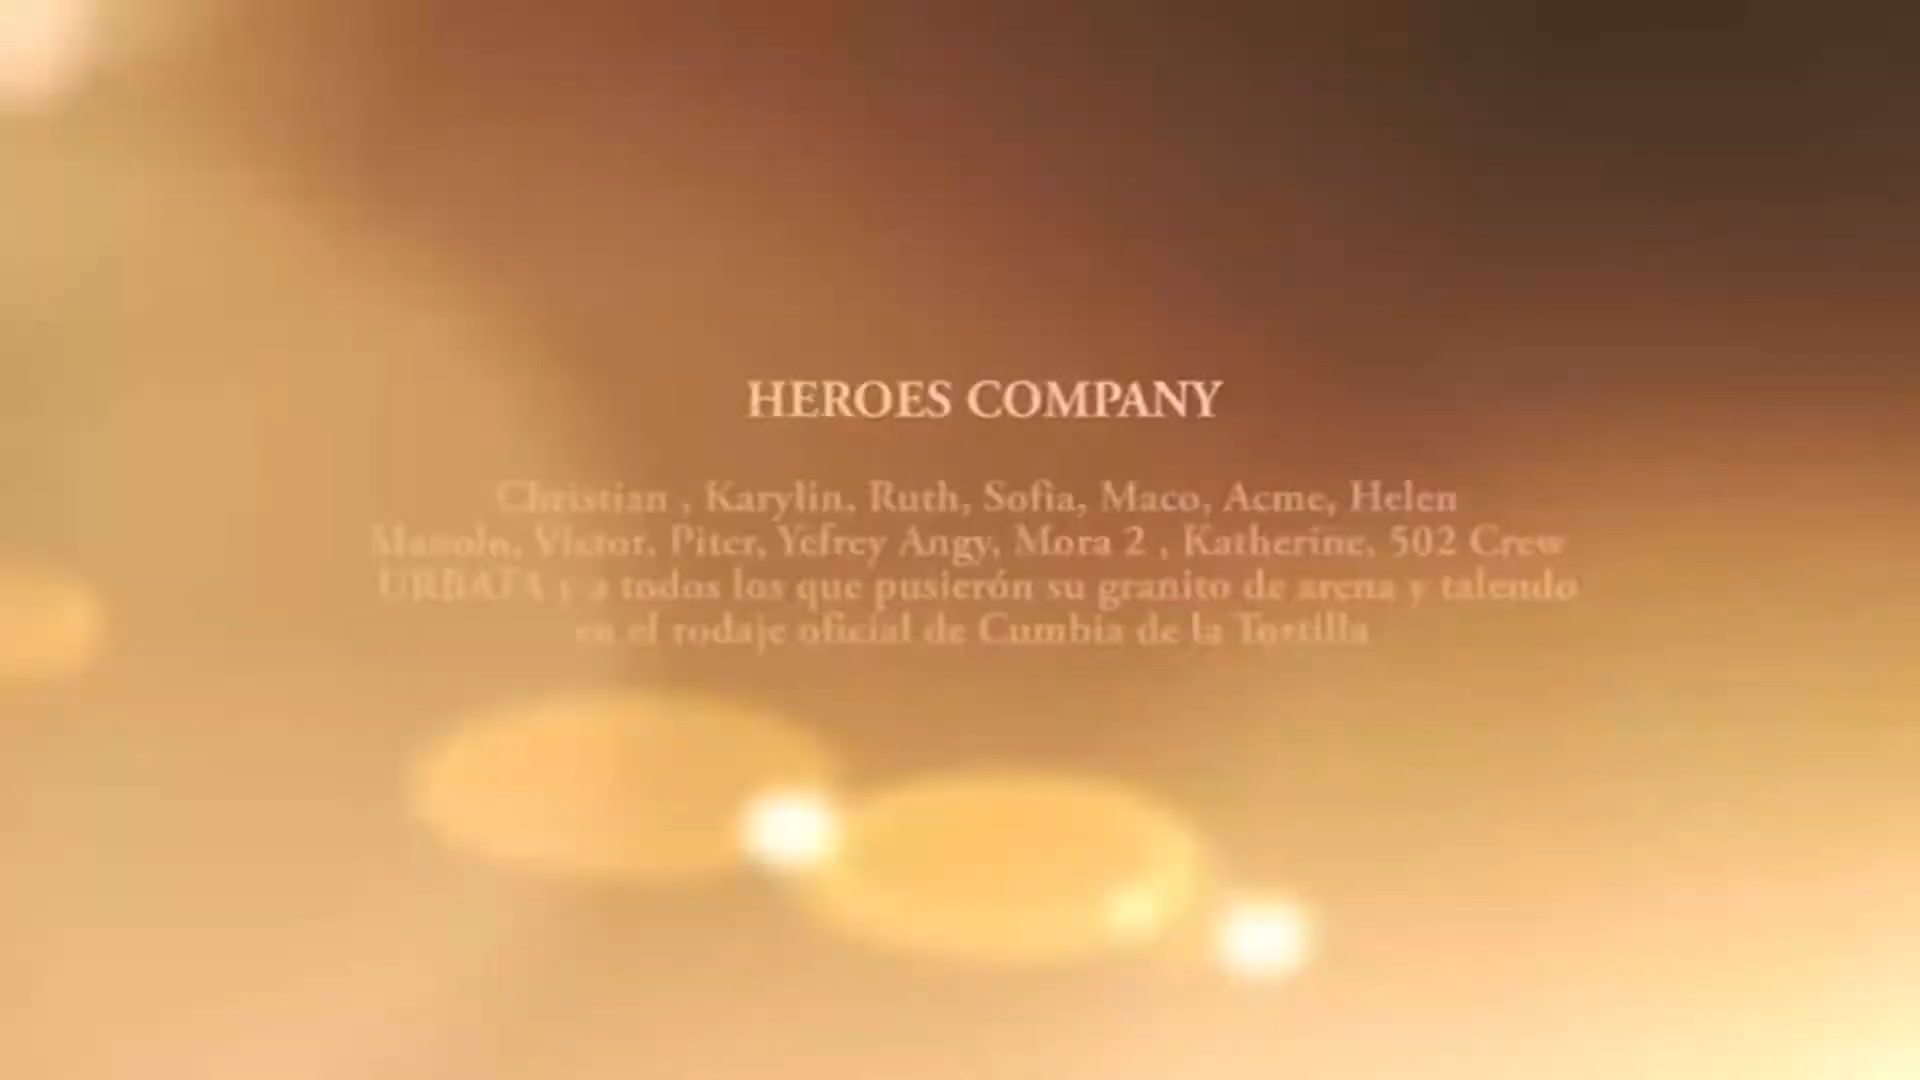 HEROES COMPANY
Christian , Karylin, Ruth, Sofia, Maco, Acme, Helen
Manolo, Victor, Piter, Yefrey Angy, Mora 2 , Katherine, 502 Crew
URBATA y a todos los que pusierón su granito de arena y talendo
en el rodaje oficial de Cumbia de la Tortilla